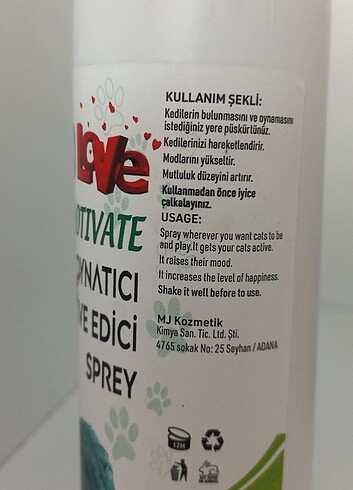 LOVE
OTIVATE
OYNATICI
VE EDİCİ
SPREY
KULLANIM ŞEKLİ:
Kedilerin bulunmasını ve oynamasını
istediğiniz yere püskürtünüz.
Kedilerinizi hareketlendirir.
Modlarını yükseltir.
Mutluluk düzeyini artırır.
Kullanmadan önce iyice
çalkalayınız.
USAGE:
Spray wherever you want cats to be
and play.It gets your cats active.
It raises their mood.
It increases the level of happiness.
Shake it well before to use.
MJ Kozmetik
Kimya San. Tic. Ltd. Şti.
4765 sokak No: 25 Seyhan / ADANA
12M